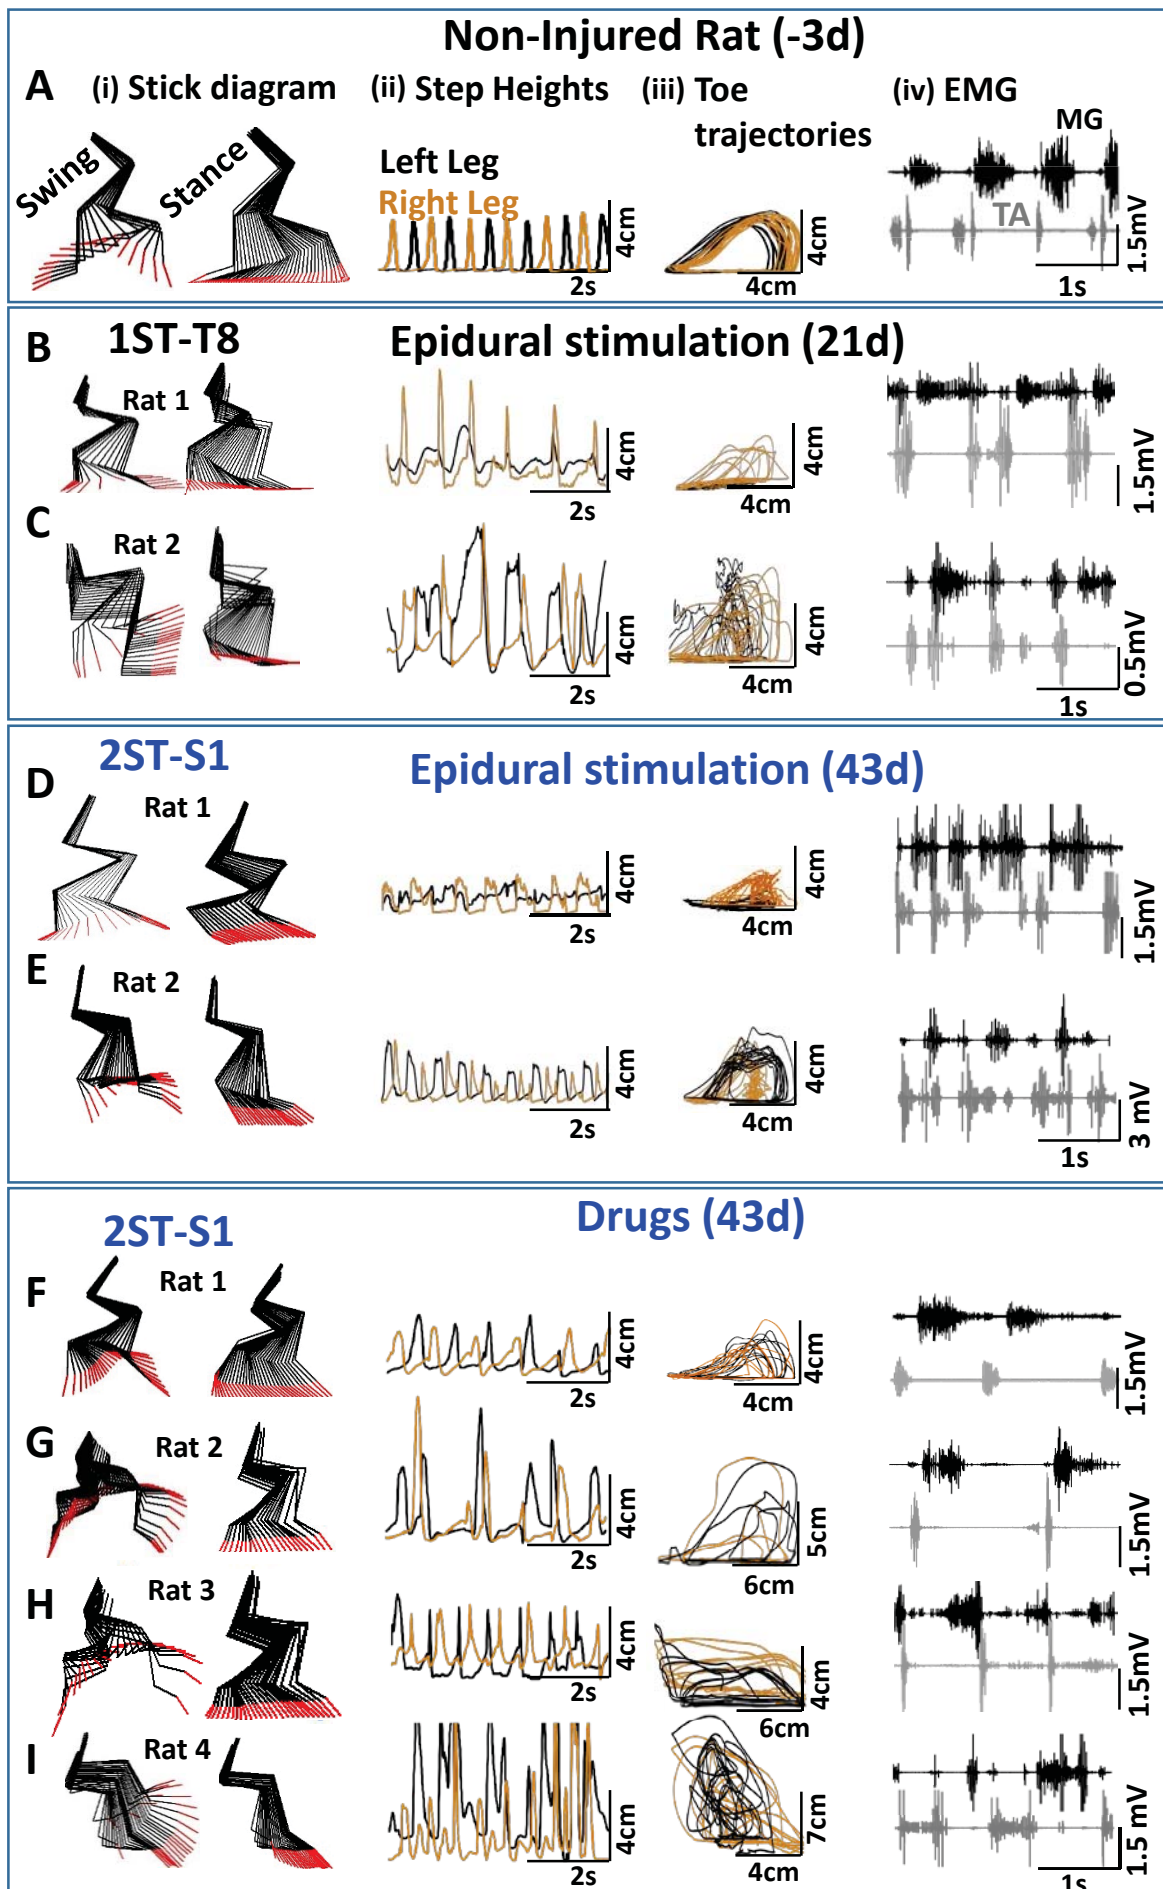 Non-Injured Rat (-3d)
A (i) Stick diagram (ii) Step Heights (iii) Toe trajectories (iv) EMG
Swing
Stance
Left Leg
Right Leg
4cm
2s
4cm
4cm
MG
TA
1.5mV
1s
1ST-T8
Epidural stimulation (21d)
B
Rat 1
4cm
2s
4cm
4cm
1.5mV
C
Rat 2
4cm
2s
4cm
4cm
0.5mV
1s
2ST-S1
Epidural stimulation (43d)
D
Rat 1
4cm
2s
4cm
4cm
1.5mV
E
Rat 2
4cm
2s
4cm
4cm
3 mV
1s
2ST-S1
Drugs (43d)
F
Rat 1
4cm
2s
4cm
4cm
1.5mV
G
Rat 2
4cm
2s
5cm
6cm
1.5mV
H
Rat 3
4cm
2s
4cm
6cm
1.5mV
I
Rat 4
4cm
2s
7cm
4cm
1.5 mV
1s